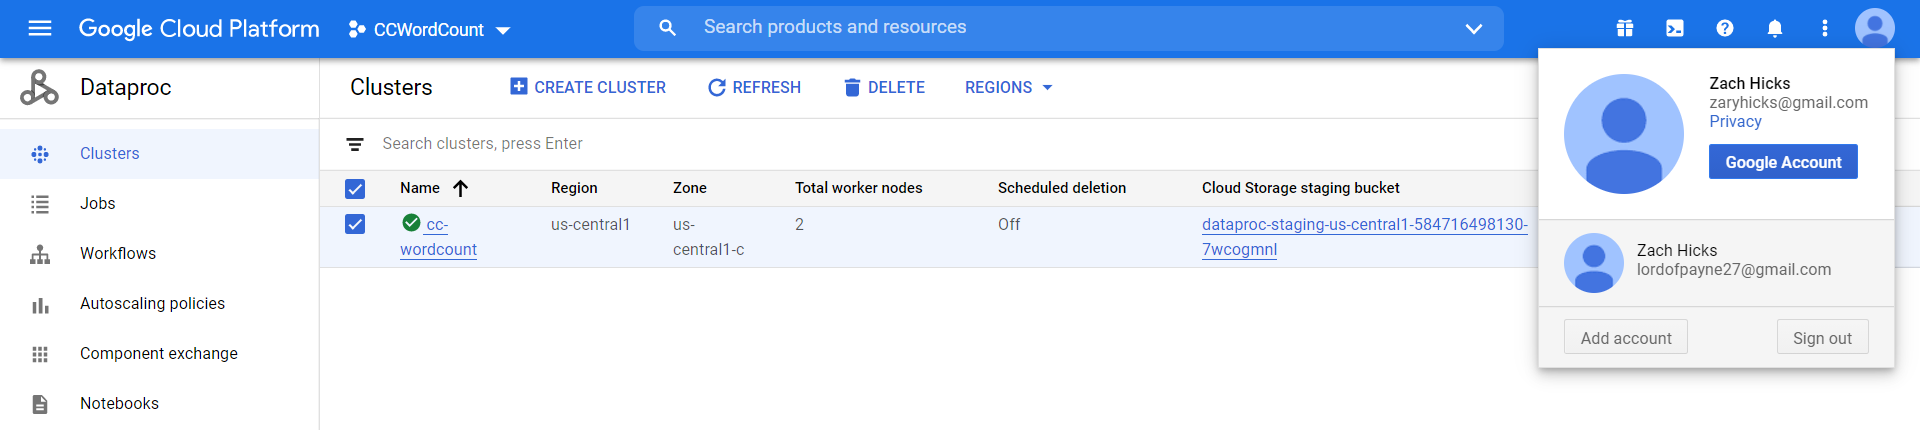 Google Cloud Platform
CCWordCount
Search products and resources
Dataproc
Clusters
CREATE CLUSTER
REFRESH
DELETE
REGIONS
Clusters
Jobs
Workflows
Autoscaling policies
Component exchange
Notebooks
Search clusters, press Enter
Name Region Zone Total worker nodes Scheduled deletion Cloud Storage staging bucket
cc- us-central1 us- 2 Off dataproc-staging-us-central1-584716498130-
wordcount central1-c 7wcogmnl
Zach Hicks
zaryhicks@gmail.com
Privacy
Google Account
Zach Hicks
lordofpayne27@gmail.com
Add account
Sign out